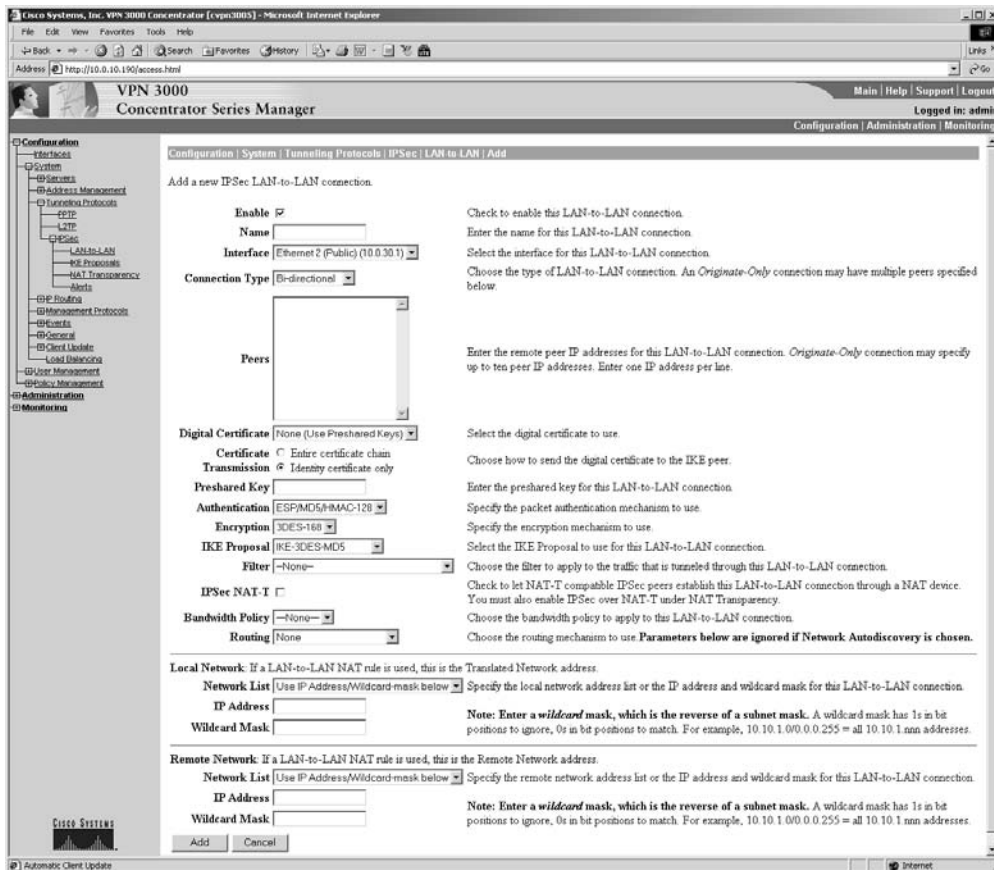 Cisco Systems, Inc. VPN 3000 Concentrator [cvpn3005] - Microsoft Internet Explorer
File Edit View Favorites Tools Help
Back Search Favorites History
Links »
Address http://10.0.10.190/access.html Go
VPN 3000
Concentrator Series Manager
Main | Help | Support | Logout
Logged in: admi
Configuration | Administration | Monitoring
Configuration
Interfaces
System
Servers
Address Management
Tunneling Protocols
PPTP
L2TP
IPSec
LAN-to-LAN
IKE Proposals
NAT Transparency
Alerts
IP Routing
Management Protocols
Events
General
Client Update
Load Balancing
User Management
Policy Management
Administration
Monitoring
Cisco Systems
Configuration | System | Tunneling Protocols | IPSec | LAN to LAN | Add
Add a new IPSec LAN-to-LAN connection.
Enable Check to enable this LAN-to-LAN connection.
Name Enter the name for this LAN-to-LAN connection.
Interface Ethernet 2 (Public) (10.0.30.1) Select the interface for this LAN-to-LAN connection.
Connection Type Bi-directional Choose the type of LAN-to-LAN connection. An Originate-Only connection may have multiple peers specified
below.
Peers Enter the remote peer IP addresses for this LAN-to-LAN connection. Originate-Only connection may specify
up to ten peer IP addresses. Enter one IP address per line.
Digital Certificate None (Use Preshared Keys) Select the digital certificate to use.
Certificate Entire certificate chain
Transmission Identity certificate only
Choose how to send the digital certificate to the IKE peer.
Preshared Key Enter the preshared key for this LAN-to-LAN connection.
Authentication ESP/MD5/HMAC-128 Specify the packet authentication mechanism to use.
Encryption 3DES-168 Specify the encryption mechanism to use.
IKE Proposal IKE-3DES-MD5 Select the IKE Proposal to use for this LAN-to-LAN connection.
Filter --None-- Choose the filter to apply to the traffic that is tunneled through this LAN-to-LAN connection.
IPSec NAT-T Check to let NAT-T compatible IPSec peers establish this LAN-to-LAN connection through a NAT device.
You must also enable IPSec over NAT-T under NAT Transparency.
Bandwidth Policy --None-- Choose the bandwidth policy to apply to this LAN-to-LAN connection.
Routing None Choose the routing mechanism to use. Parameters below are ignored if Network Autodiscovery is chosen.
Local Network: If a LAN-to-LAN NAT rule is used, this is the Translated Network address.
Network List Use IP Address/Wildcard-mask below Specify the local network address list or the IP address and wildcard mask for this LAN-to-LAN connection.
IP Address
Wildcard Mask
Note: Enter a wildcard mask, which is the reverse of a subnet mask. A wildcard mask has 1s in bit
positions to ignore, 0s in bit positions to match. For example, 10.10.1.0/0.0.0.255 = all 10.10.1.nnn addresses.
Remote Network: If a LAN-to-LAN NAT rule is used, this is the Remote Network address.
Network List Use IP Address/Wildcard-mask below Specify the remote network address list or the IP address and wildcard mask for this LAN-to-LAN connection.
IP Address
Wildcard Mask
Note: Enter a wildcard mask, which is the reverse of a subnet mask. A wildcard mask has 1s in bit
positions to ignore, 0s in bit positions to match. For example, 10.10.1.0/0.0.0.255 = all 10.10.1.nnn addresses.
Add Cancel
Automatic Client Update Internet